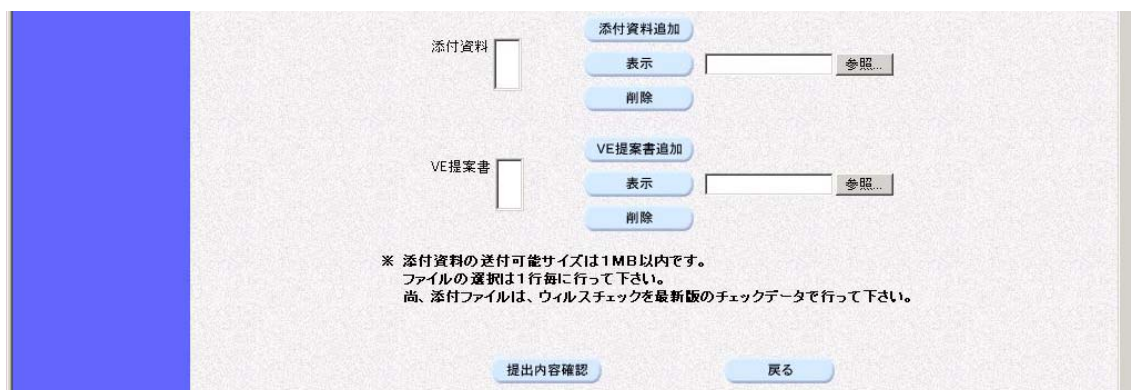 添付資料
添付資料追加
表示
参照...
削除
VE提案書
VE提案書追加
表示
参照...
削除
※ 添付資料の送付可能サイズは1MB以内です。
ファイルの選択は1行毎に行って下さい。
尚、添付ファイルは、ウィルスチェックを最新版のチェックデータで行って下さい。
提出内容確認
戻る